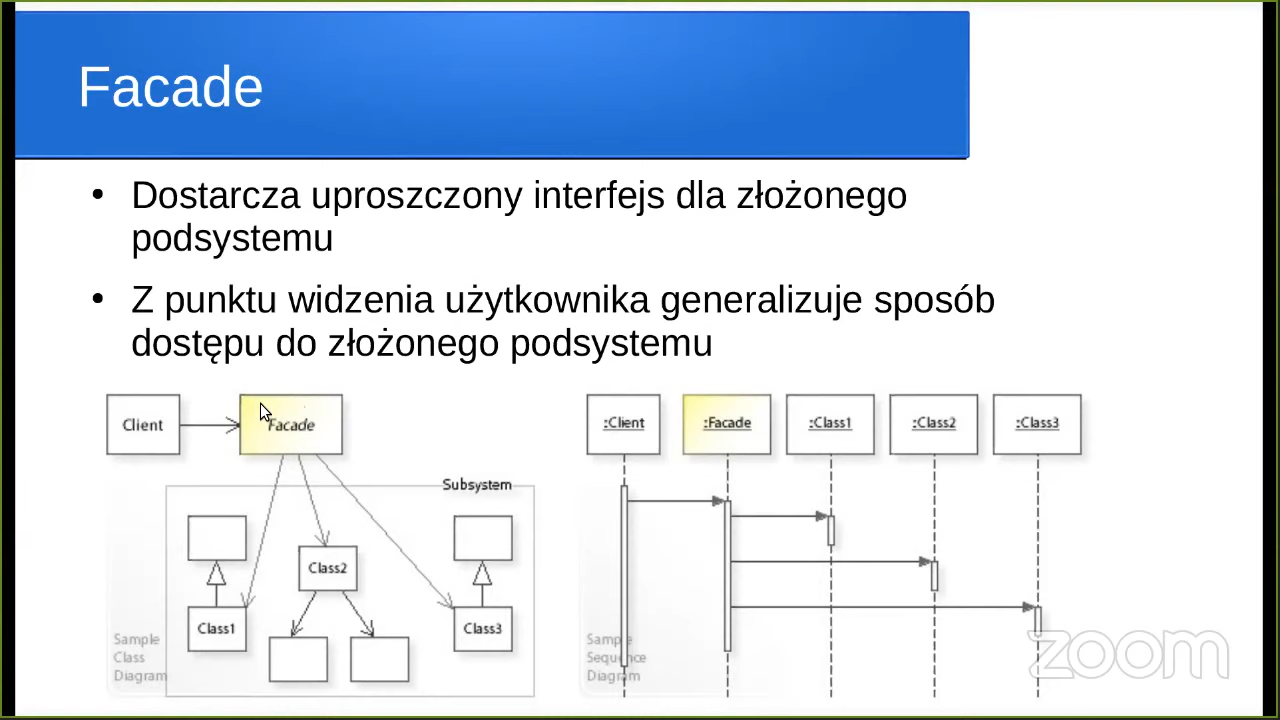 Facade
• Dostarcza uproszczony interfejs dla złożonego
podsystemu
• Z punktu widzenia użytkownika generalizuje sposób
dostępu do złożonego podsystemu
Client
Facade
Subsystem
Class2
Class1
Class3
Sample
Class
Diagram
:Client
:Facade
:Class1
:Class2
:Class3
Sample
Sequence
Diagram
zoom